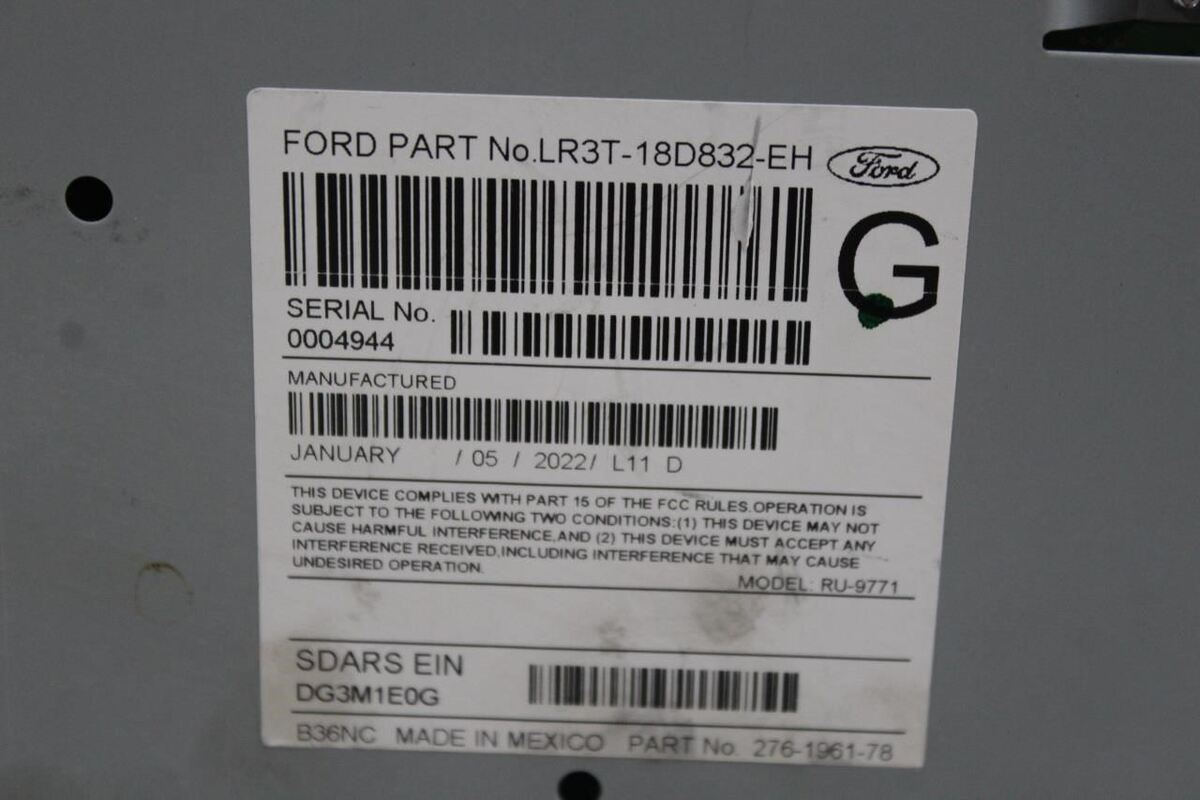 FORD PART No.LR3T-18D832-EH
Ford
G
SERIAL No.
0004944
MANUFACTURED
JANUARY / 05 / 2022/ L11 D
THIS DEVICE COMPLIES WITH PART 15 OF THE FCC RULES.OPERATION IS
SUBJECT TO THE FOLLOWING TWO CONDITIONS:(1) THIS DEVICE MAY NOT
CAUSE HARMFUL INTERFERENCE,AND (2) THIS DEVICE MUST ACCEPT ANY
INTERFERENCE RECEIVED,INCLUDING INTERFERENCE THAT MAY CAUSE
UNDESIRED OPERATION.
MODEL: RU-9771
SDARS EIN
DG3M1E0G
B36NC MADE IN MEXICO PART No. 276-1961-78